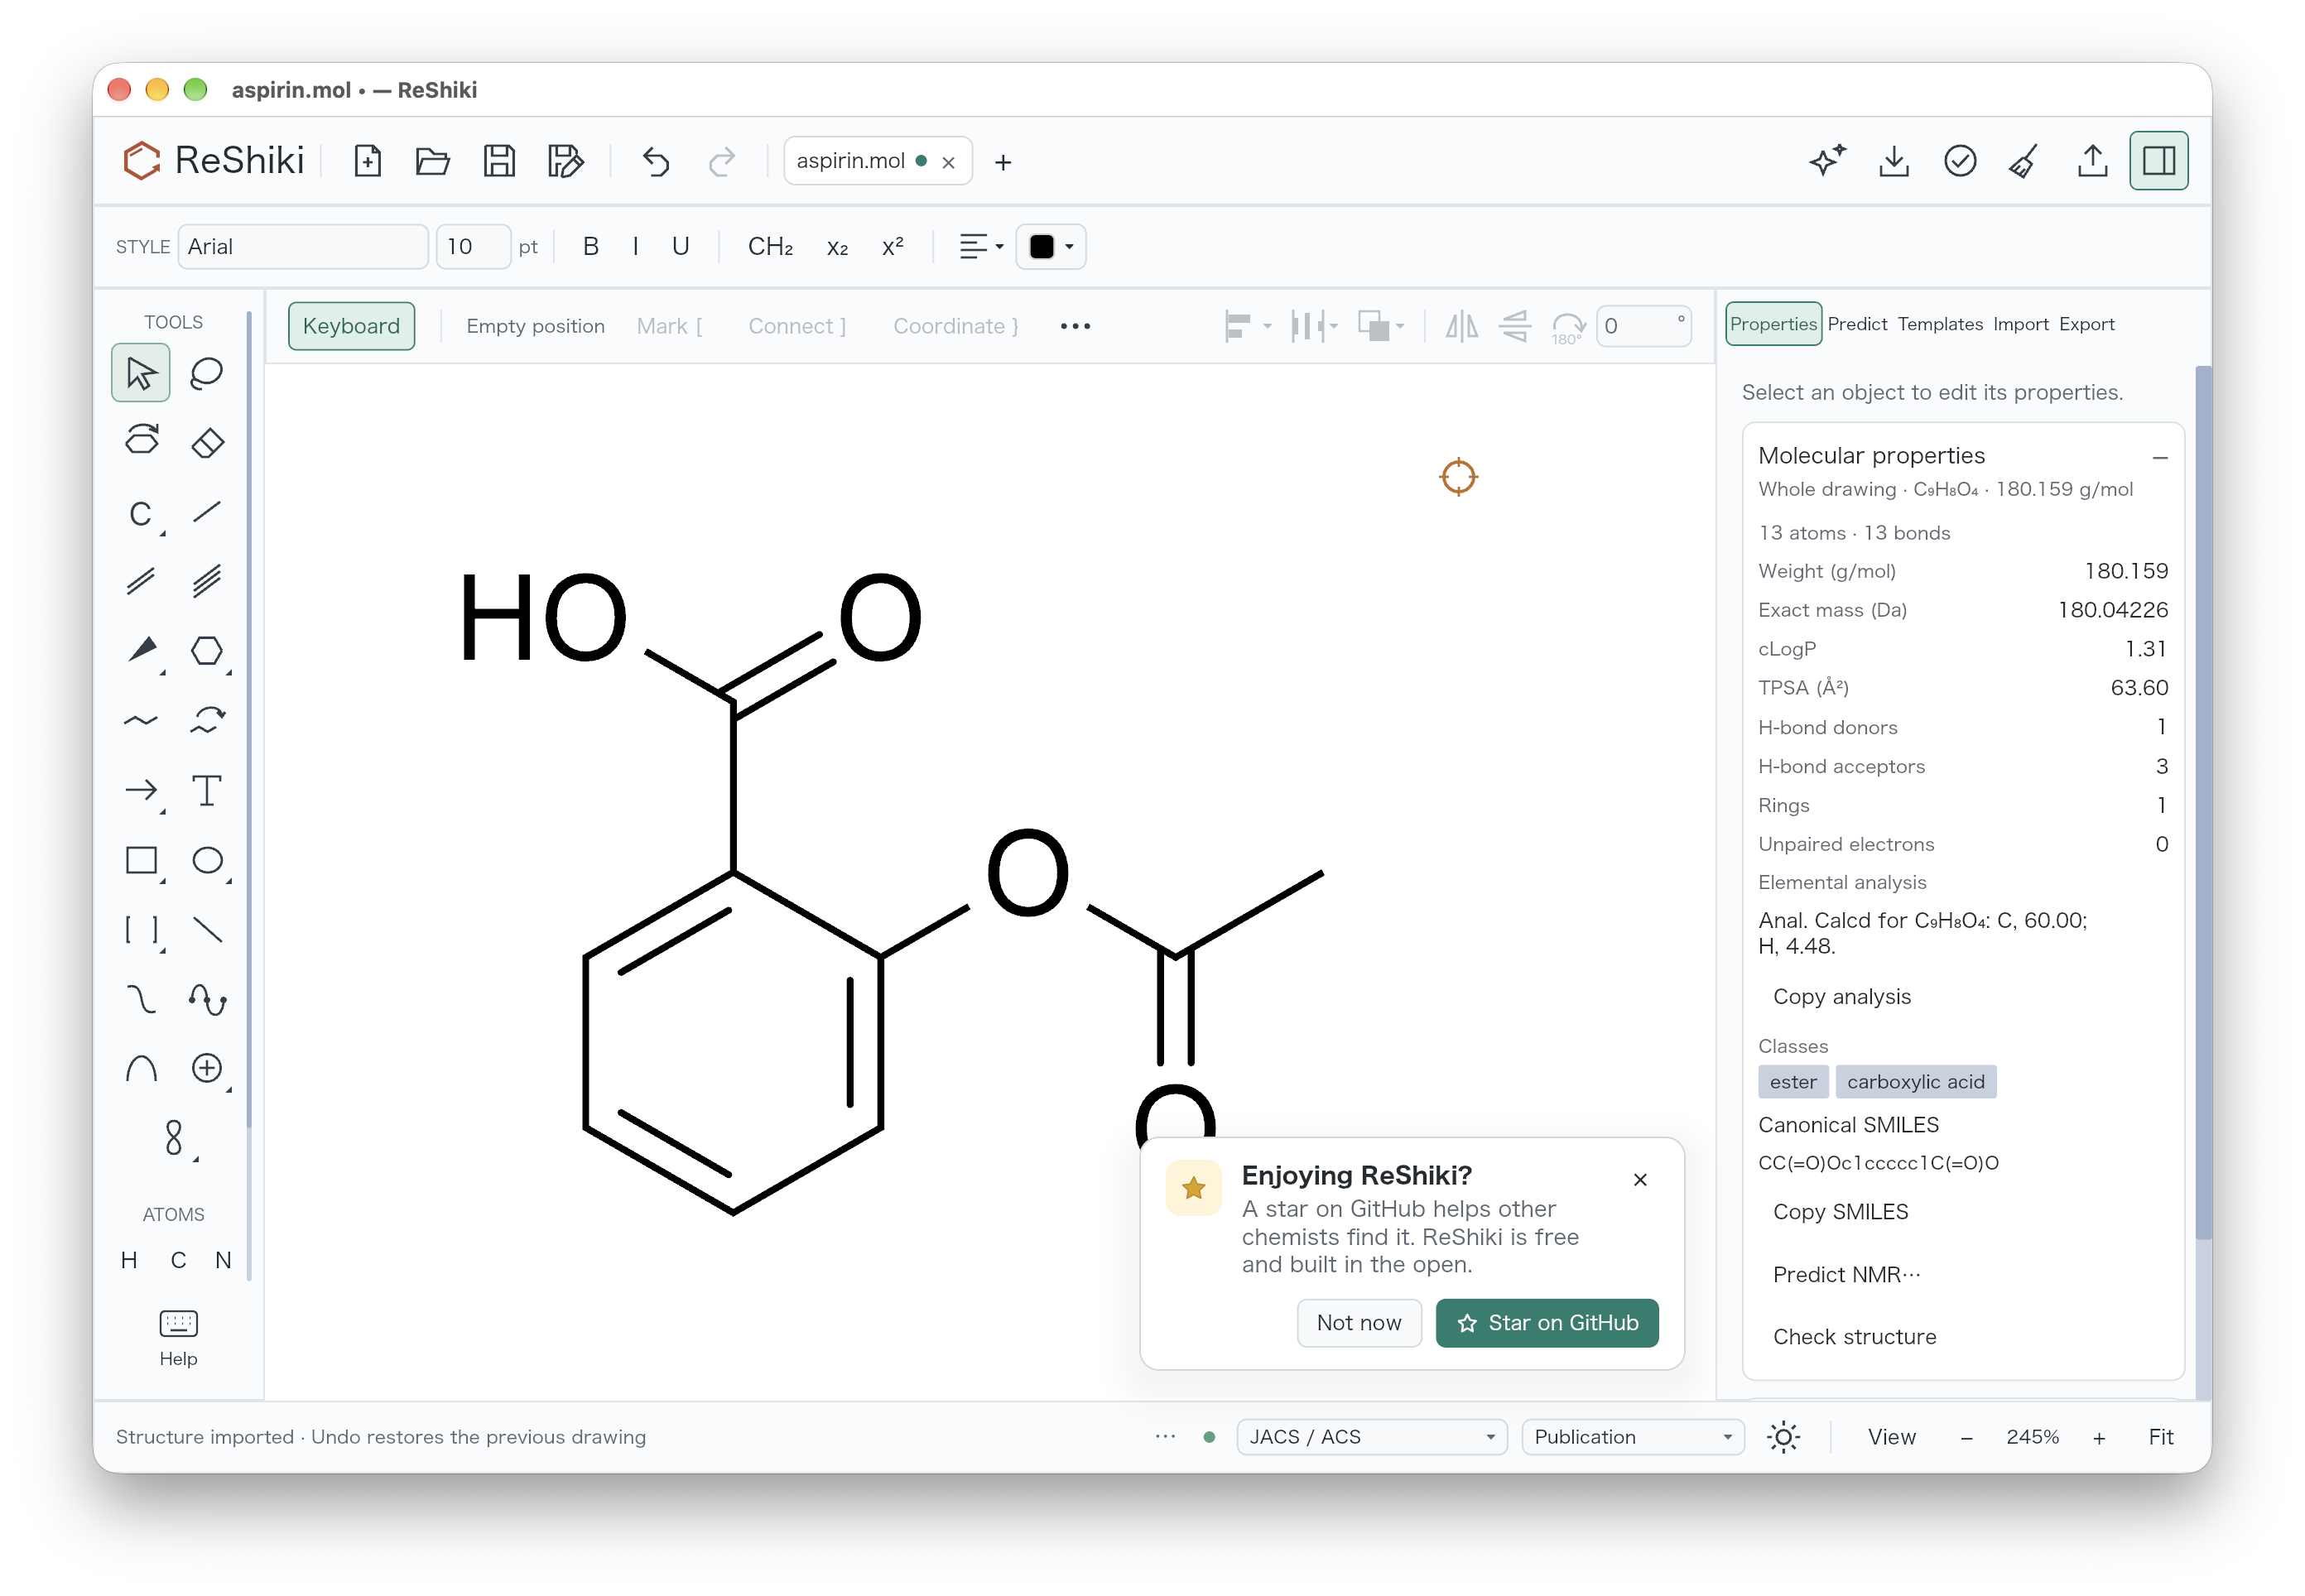 aspirin.mol • — ReShiki
ReShiki
aspirin.mol ● × +
STYLE Arial 10 pt B I U CH₂ x₂ x²
TOOLS
Keyboard Empty position Mark [ Connect ] Coordinate } ••• 180° 0 °
Properties Predict Templates Import Export
C
T
[ ]
ATOMS
H C N
Help
HO O
O
O
Select an object to edit its properties.
Molecular properties –
Whole drawing · C₉H₈O₄ · 180.159 g/mol
13 atoms · 13 bonds
Weight (g/mol) 180.159
Exact mass (Da) 180.04226
cLogP 1.31
TPSA (Å²) 63.60
H-bond donors 1
H-bond acceptors 3
Rings 1
Unpaired electrons 0
Elemental analysis
Anal. Calcd for C₉H₈O₄: C, 60.00;
H, 4.48.
Copy analysis
Classes
ester carboxylic acid
Canonical SMILES
CC(=O)Oc1ccccc1C(=O)O
Copy SMILES
Predict NMR⋯
Check structure
Enjoying ReShiki? ×
A star on GitHub helps other
chemists find it. ReShiki is free
and built in the open.
Not now Star on GitHub
Structure imported · Undo restores the previous drawing
⋯ ● JACS / ACS Publication View – 245% + Fit